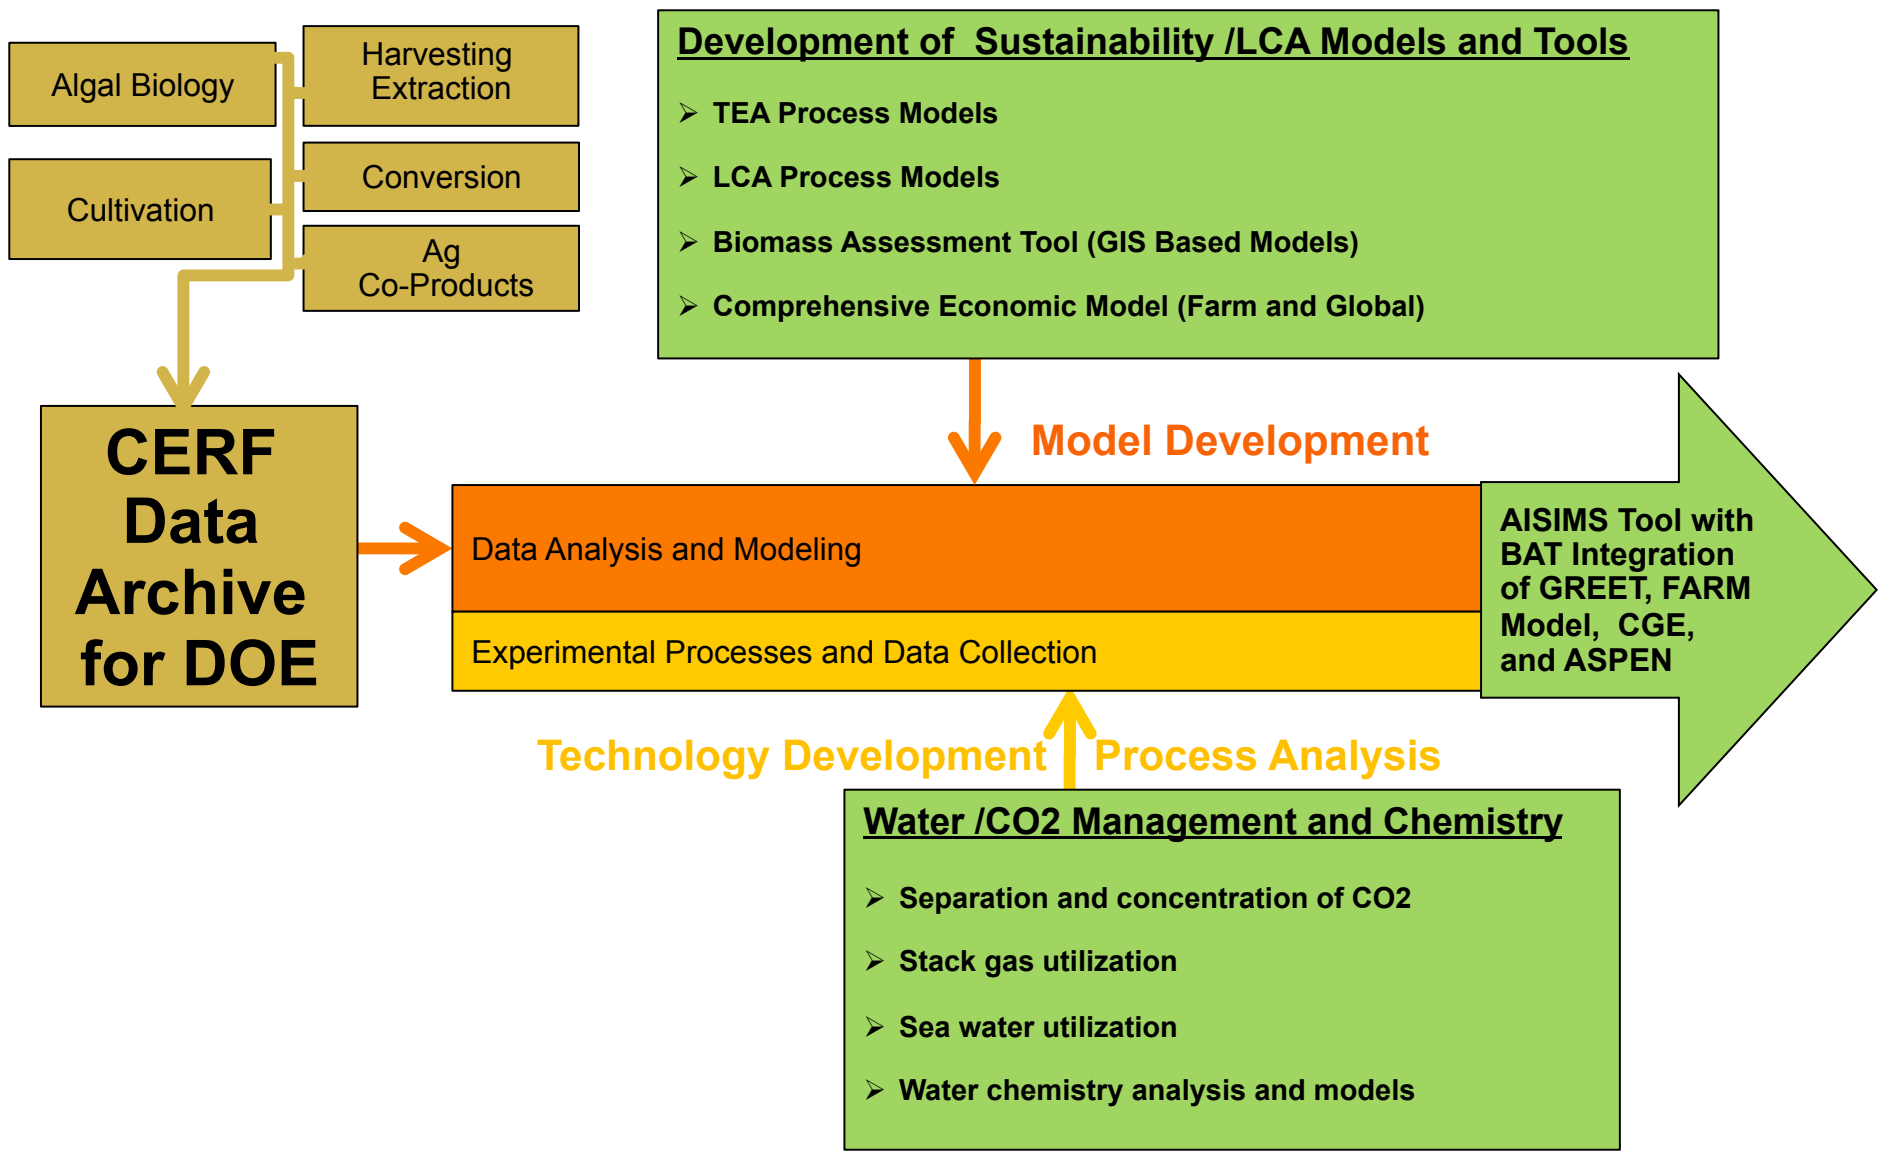 Algal Biology
Harvesting
Extraction
Cultivation
Conversion
Ag
Co-Products
CERF
Data
Archive
for DOE
Development of  Sustainability /LCA Models and Tools
➢ TEA Process Models
➢ LCA Process Models
➢ Biomass Assessment Tool (GIS Based Models)
➢ Comprehensive Economic Model (Farm and Global)
Model Development
Data Analysis and Modeling
Experimental Processes and Data Collection
AISIMS Tool with
BAT Integration
of GREET, FARM
Model,  CGE,
and ASPEN
Technology Development
Process Analysis
Water /CO2 Management and Chemistry
➢ Separation and concentration of CO2
➢ Stack gas utilization
➢ Sea water utilization
➢ Water chemistry analysis and models